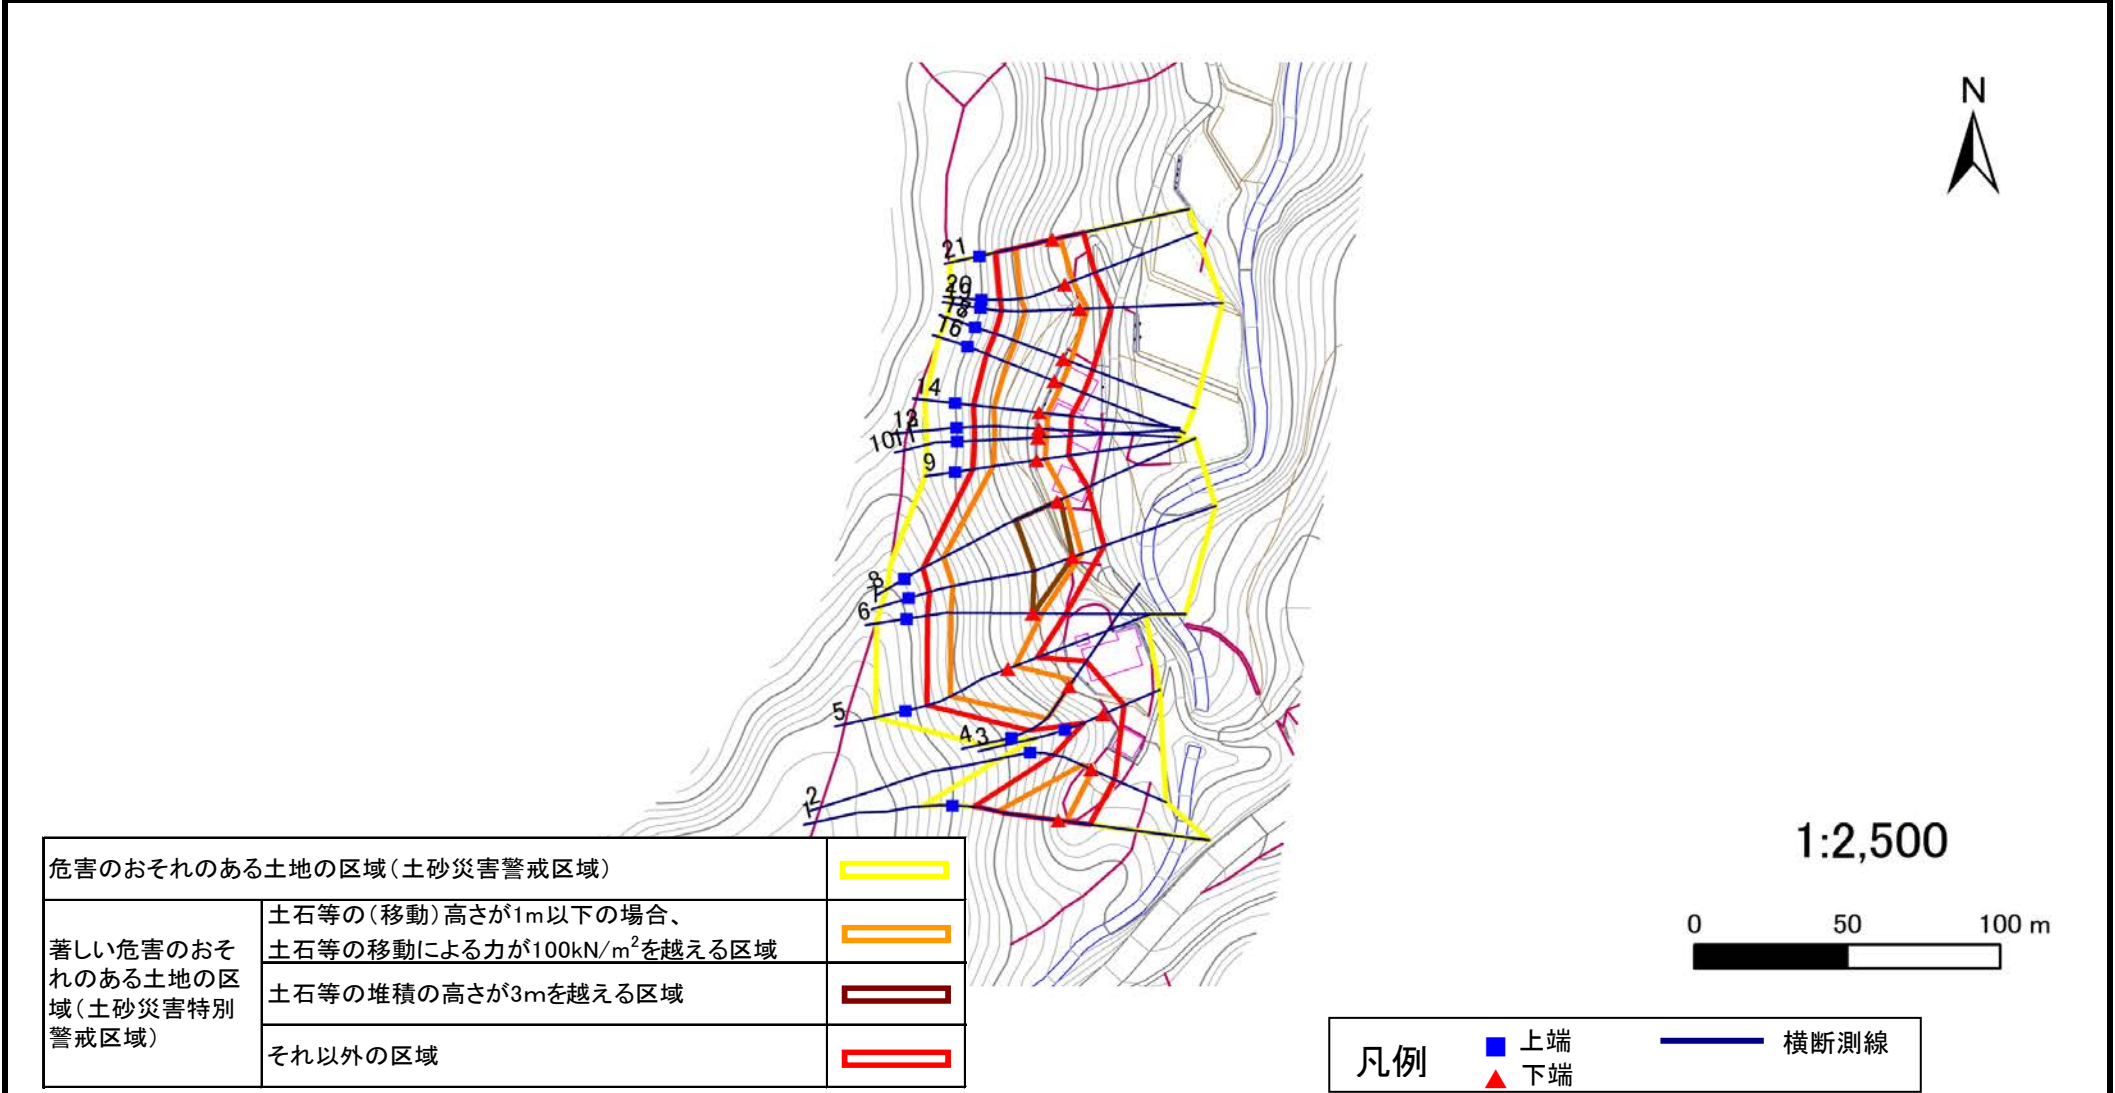 N
21
20
16
14
10
11
9
8
7
6
5
4
3
2
1
1:2,500
0 50 100 m
危害のおそれのある土地の区域(土砂災害警戒区域)
著しい危害のおそ
れのある土地の区
域(土砂災害特別
警戒区域)
土石等の(移動)高さが1m以下の場合、
土石等の移動による力が100kN/m²を越える区域
土石等の堆積の高さが3mを越える区域
それ以外の区域
凡例
上端
下端
横断測線